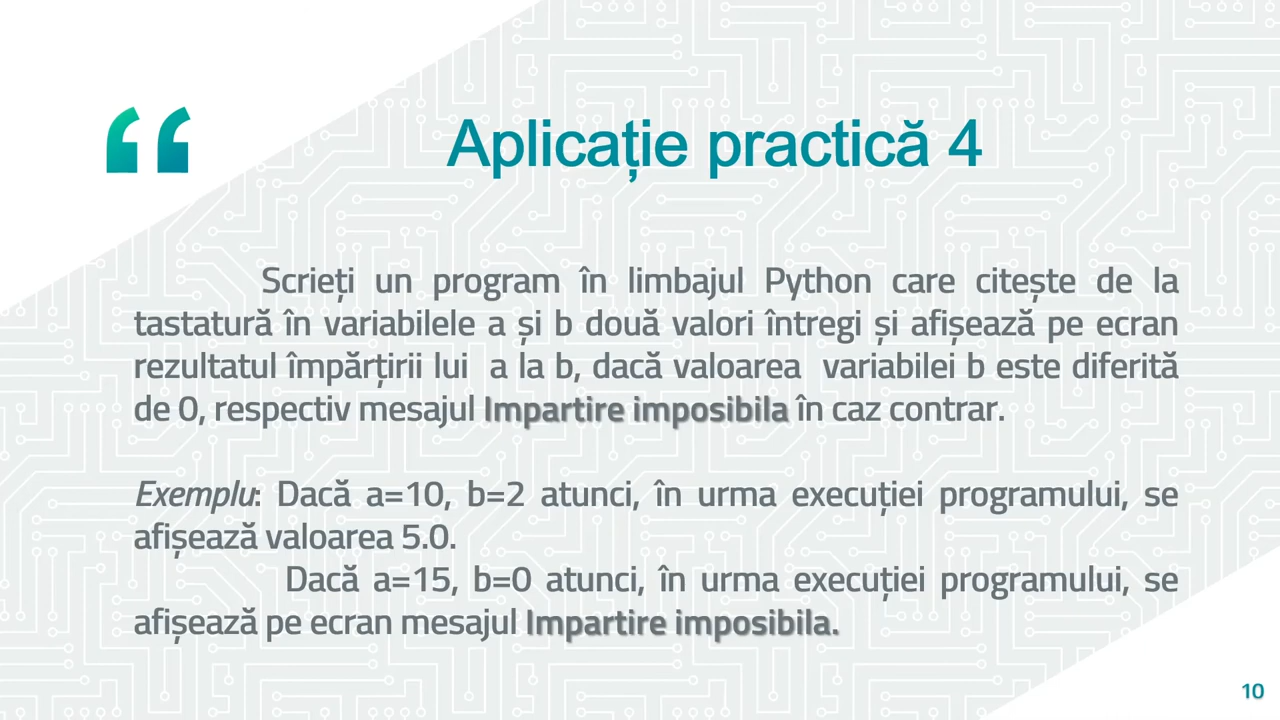 “
Aplicație practică 4
Scrieți un program în limbajul Python care citește de la
tastatură în variabilele a și b două valori întregi și afișează pe ecran
rezultatul împărțirii lui a la b, dacă valoarea variabilei b este diferită
de 0, respectiv mesajul Impartire imposibila în caz contrar.
Exemplu: Dacă a=10, b=2 atunci, în urma execuției programului, se
afișează valoarea 5.0.
Dacă a=15, b=0 atunci, în urma execuției programului, se
afișează pe ecran mesajul Impartire imposibila.
10